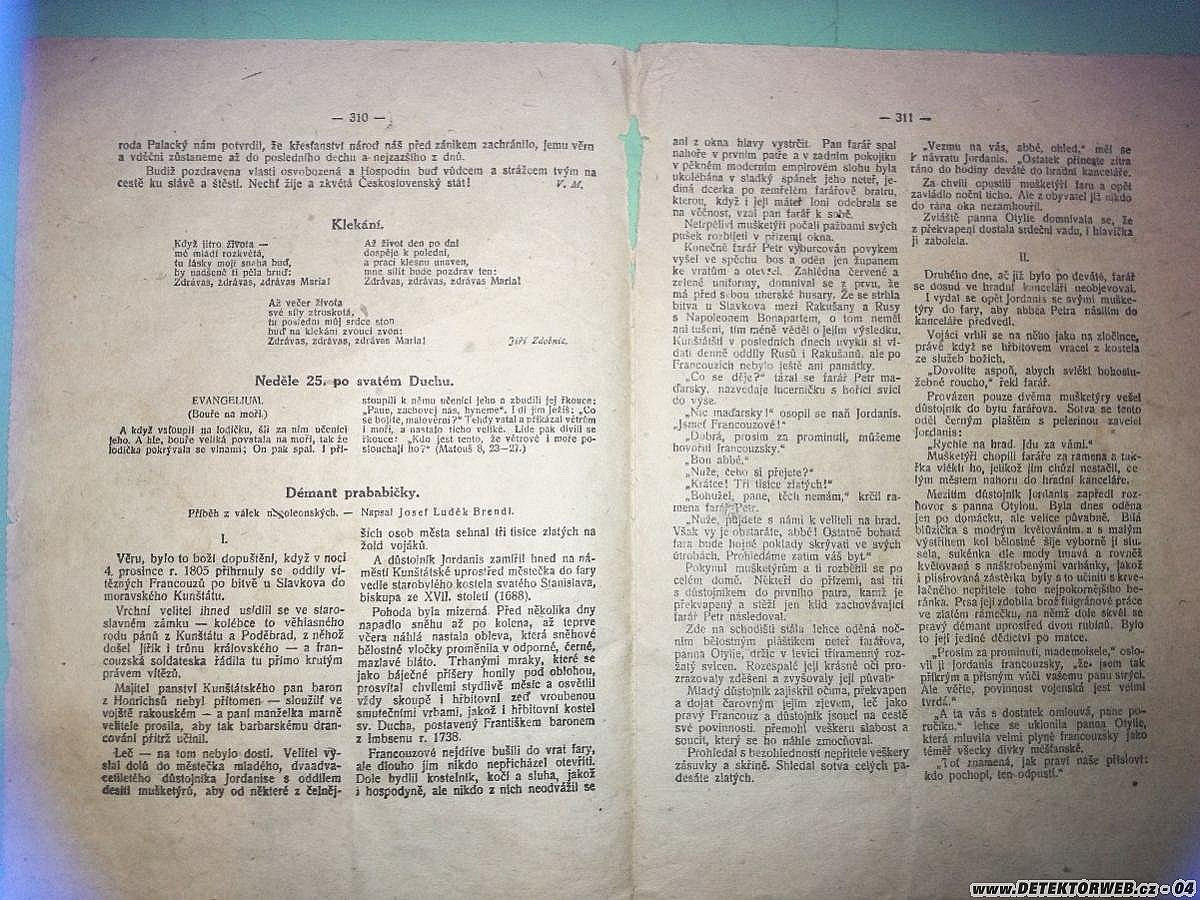 — 310 —
roda Palacký nám potvrdil, že křesťanství národ náš před zánikem zachránilo, jemu věrni
a vděčni zůstaneme až do posledního dechu a nejzazšího z dnů.
Budiž pozdravena vlasti osvobozená a Hospodin buď vůdcem a strážcem tvým na
cestě ku slávě a štěstí. Nechť žije a zkvétá Československý stát!
V. M.
Klekání.
Když jitro života —
mé mládí rozkvétá,
tu lásky mojí snaha buď,
by nadšeně ti pěla hruď:
Zdrávas, zdrávas, zdrávas Maria!
Až život den po dni
dospěje k polední,
a prací klesám unaven,
mne sílit bude pozdrav ten:
Zdrávas, zdrávas, zdrávas Maria!
Až večer života
své síly ztroskotá,
tu poslední můj srdce ston
buď na klekání zvoucí zvon:
Zdrávas, zdrávas, zdrávas Maria!
Jiří Zdobnic.
Neděle 25. po svatém Duchu.
EVANGELIUM.
(Bouře na moři.)
A když vstoupil na lodičku, šli za ním učeníci
jeho. A hle, bouře veliká povstala na moři, tak že
lodička pokrývala se vlnami; On pak spal. I při-
stoupili k němu učeníci jeho a zbudili jej řkouce:
„Pane, zachovej nás, hyneme“. I dí jim Ježíš: „Co
se bojíte, malověrní?“ Tehdy vstal a přikázal větrům
i moři, a nastalo ticho veliké. Lidé pak divili se
řkouce: „Kdo jest tento, že větrové i moře po-
slouchají ho?“ (Matouš 8, 23—27.)
Démant prababičky.
Příběh z válek napoleonských. — Napsal Josef Luděk Brendl.
I.
Věru, bylo to boží dopuštění, když v noci
4. prosince r. 1805 přihrnuly se oddíly ví-
tězných Francouzů po bitvě u Slavkova do
moravského Kunštátu.
Vrchní velitel ihned usídlil se ve staro-
slavném zámku — kolébce to věhlasného
rodu pánů z Kunštátu a Poděbrad, z něhož
došel Jiřík i trůnu královského — a fran-
couzská soldateska řádila tu přímo krutým
právem vítězů.
Majitel panství Kunštátského pan baron
z Honrichsů nebyl přítomen — sloužilť ve
vojště rakouském — a paní manželka marně
velitele prosila, aby tak barbarskému dran-
cování přítrž učinil.
Leč — na tom nebylo dosti. Velitel vy-
slal dolů do městečka mladého, dvaadva-
cetiletého důstojníka Jordanise s oddílem
desíti mušketýrů, aby od některé z čelněj-
ších osob města sehnal tři tisíce zlatých na
žold vojáků.
A důstojník Jordanis zamířil hned na ná-
městí Kunštátské uprostřed městečka do fary
vedle starobylého kostela svatého Stanislava,
biskupa ze XVII. století (1688).
Pohoda byla mizerná. Před několika dny
napadlo sněhu až po kolena, až teprve
včera náhlá nastala obleva, která sněhové
bělostné vločky proměnila v odporné, černé,
mazlavé bláto. Trhanými mraky, které se
jako báječné příšery honily pod oblohou,
prosvítal chvílemi stydlivě měsíc a osvětlil
vždy skoupě i hřbitovní zeď vroubenou
smutečními vrbami, jakož i hřbitovní kostel
sv. Ducha, postavený Františkem baronem
z Imbsenu r. 1738.
Francouzové nejdříve bušili do vrat fary,
ale dlouho jim nikdo nepřicházel otevříti.
Dole bydlil kostelník, kočí a sluha, jakož
i hospodyně, ale nikdo z nich neodvážil se
— 311 —
ani z okna hlavy vystrčit. Pan farář spal
nahoře v prvním patře a v zadním pokojíku
v pěkném moderním empirovém slohu byla
ukolébána v sladký spánek jeho neteř, je-
diná dcerka po zemřelém farářově bratru,
kterou, když i její máteř loni odebrala se
na věčnost, vzal pan farář k sobě.
Netrpěliví mušketýři počali pažbami svých
pušek rozbíjeti v přízemí okna.
Konečně farář Petr vyburcován povykem
vyšel ve spěchu bos a oděn jen županem
ke vratům a otevřel. Zahlédna červené a
zelené uniformy, domníval se z prvu, že
má před sebou uherské husary. Že se strhla
bitva u Slavkova mezi Rakušany a Rusy
s Napoleonem Bonapartem, o tom neměl
ani tušení, tím méně věděl o jejím výsledku.
Kunštátští v posledních dnech uvykli si ví-
dati denně oddíly Rusů i Rakušanů, ale po
Francouzích nebylo ještě ani památky.
„Co se děje?“ tázal se farář Petr ma-
ďarsky, nazvedaje lucerničku s hořící svící
do výše.
„Nic maďarsky!“ osopil se naň Jordanis.
„Jsmeť Francouzové!“
„Dobrá, prosím za prominutí, můžeme
hovořiti francouzsky.“
„Bon abbé.“
„Nuže, čeho si přejete?“
„Krátce! Tři tisíce zlatých!“
„Bohužel, pane, těch nemám,“ krčil ra-
mena farář Petr.
„Nuže, půjdete s námi k veliteli na hrad.
Však vy je obstaráte, abbé! Ostatně bohatá
fara bude hojně poklady skrývati ve svých
útrobách. Prohledáme zatím váš byt.“
Pokynul mušketýrům a ti rozběhli se po
celém domě. Někteří do přízemí, asi tři
s důstojníkem do prvního patra, kamž je
překvapený a stěží jen klid zachovávající
farář Petr následoval.
Zde na schodišti stála lehce oděná noč-
ním bělostným pláštíkem neteř farářova,
panna Otylie, držíc v levici tříramenný roz-
žatý svícen. Rozespalé její krásné oči pro-
zrazovaly zděšení a zvyšovaly její půvab.
Mladý důstojník zajiskřil očima, překvapen
a dojat čarovným jejím zjevem, leč jako
pravý Francouz a důstojník jsoucí na cestě
své povinnosti, přemohl veškeru slabost a
soucit, který se ho náhle zmocňoval.
Prohledal s bezohledností nepřítele veškery
zásuvky a skříně. Shledal sotva celých pa-
desáte zlatých.
„Vezmu na vás, abbé, ohled,“ měl se
k návratu Jordanis. „Ostatek přineste zítra
ráno do hodiny deváté do hradní kanceláře.“
Za chvíli opustili mušketýři faru a opět
zavládlo noční ticho. Ale z obyvatel již nikdo
do rána oka nezamhouřil.
Zvláště panna Otylie domnívala se, že
z překvapení dostala srdeční vadu, i hlavička
jí zabolela.
II.
Druhého dne, ač již bylo po deváté, farář
se dosud ve hradní kanceláři neobjevoval.
I vydal se opět Jordanis se svými muške-
týry do fary, aby abbéa Petra násilím do
kanceláře předvedl.
Vojáci vrhli se na něho jako na zločince,
právě když se hřbitovem vracel z kostela
ze služeb božích.
„Dovolíte aspoň, abych svlékl bohoslu-
žebné roucho,“ řekl farář.
Provázen pouze dvěma mušketýry vešel
důstojník do bytu farářova. Sotva se tento
oděl černým pláštěm s pelerinou zavelel
Jordanis:
„Rychle na hrad. Jdu za vámi.“
Mušketýři chopili faráře za ramena a tak-
řka vlékli ho, jelikož jim chůzí nestačil, ce-
lým městem nahoru do hradní kanceláře.
Mezitím důstojník Jordanis zapředl roz-
hovor s pannou Otylou. Byla dnes oděna
jen po domácku, ale velice půvabně. Bílá
blůzička s modrým květováním a s malým
výstřihem kol bělostné šíje výborně jí slu-
šela, sukénka dle módy tmavá a rovněž
květovaná s naškrobenými varhánky, jakož
i plisírovaná zástěrka byly s to učiniti s krve-
lačného nepřítele toho nejpokornějšího be-
ránka. Prsa její zdobila brož filigránové práce
ve zlatém rámečku, na němž dole skvěl se
pravý démant uprostřed dvou rubínů. Bylo
to její jediné dědictví po matce.
„Prosím za prominutí, mademoisele,“ oslo-
vil ji Jordanis francouzsky, „že jsem tak
příkrým a přísným vůči vašemu panu strýci.
Ale věřte, povinnost vojenská jest velmi
tvrdá.“
„A ta vás s dostatek omlouvá, pane po-
ručíku,“ lehce se uklonila panna Otylie,
která mluvila velmi plyně francouzsky jako
téměř všecky dívky měšťanské.
„Toť znamená, jak praví naše přísloví:
kdo pochopí, ten odpustí.“
www.DETEKTORWEB.cz - 04